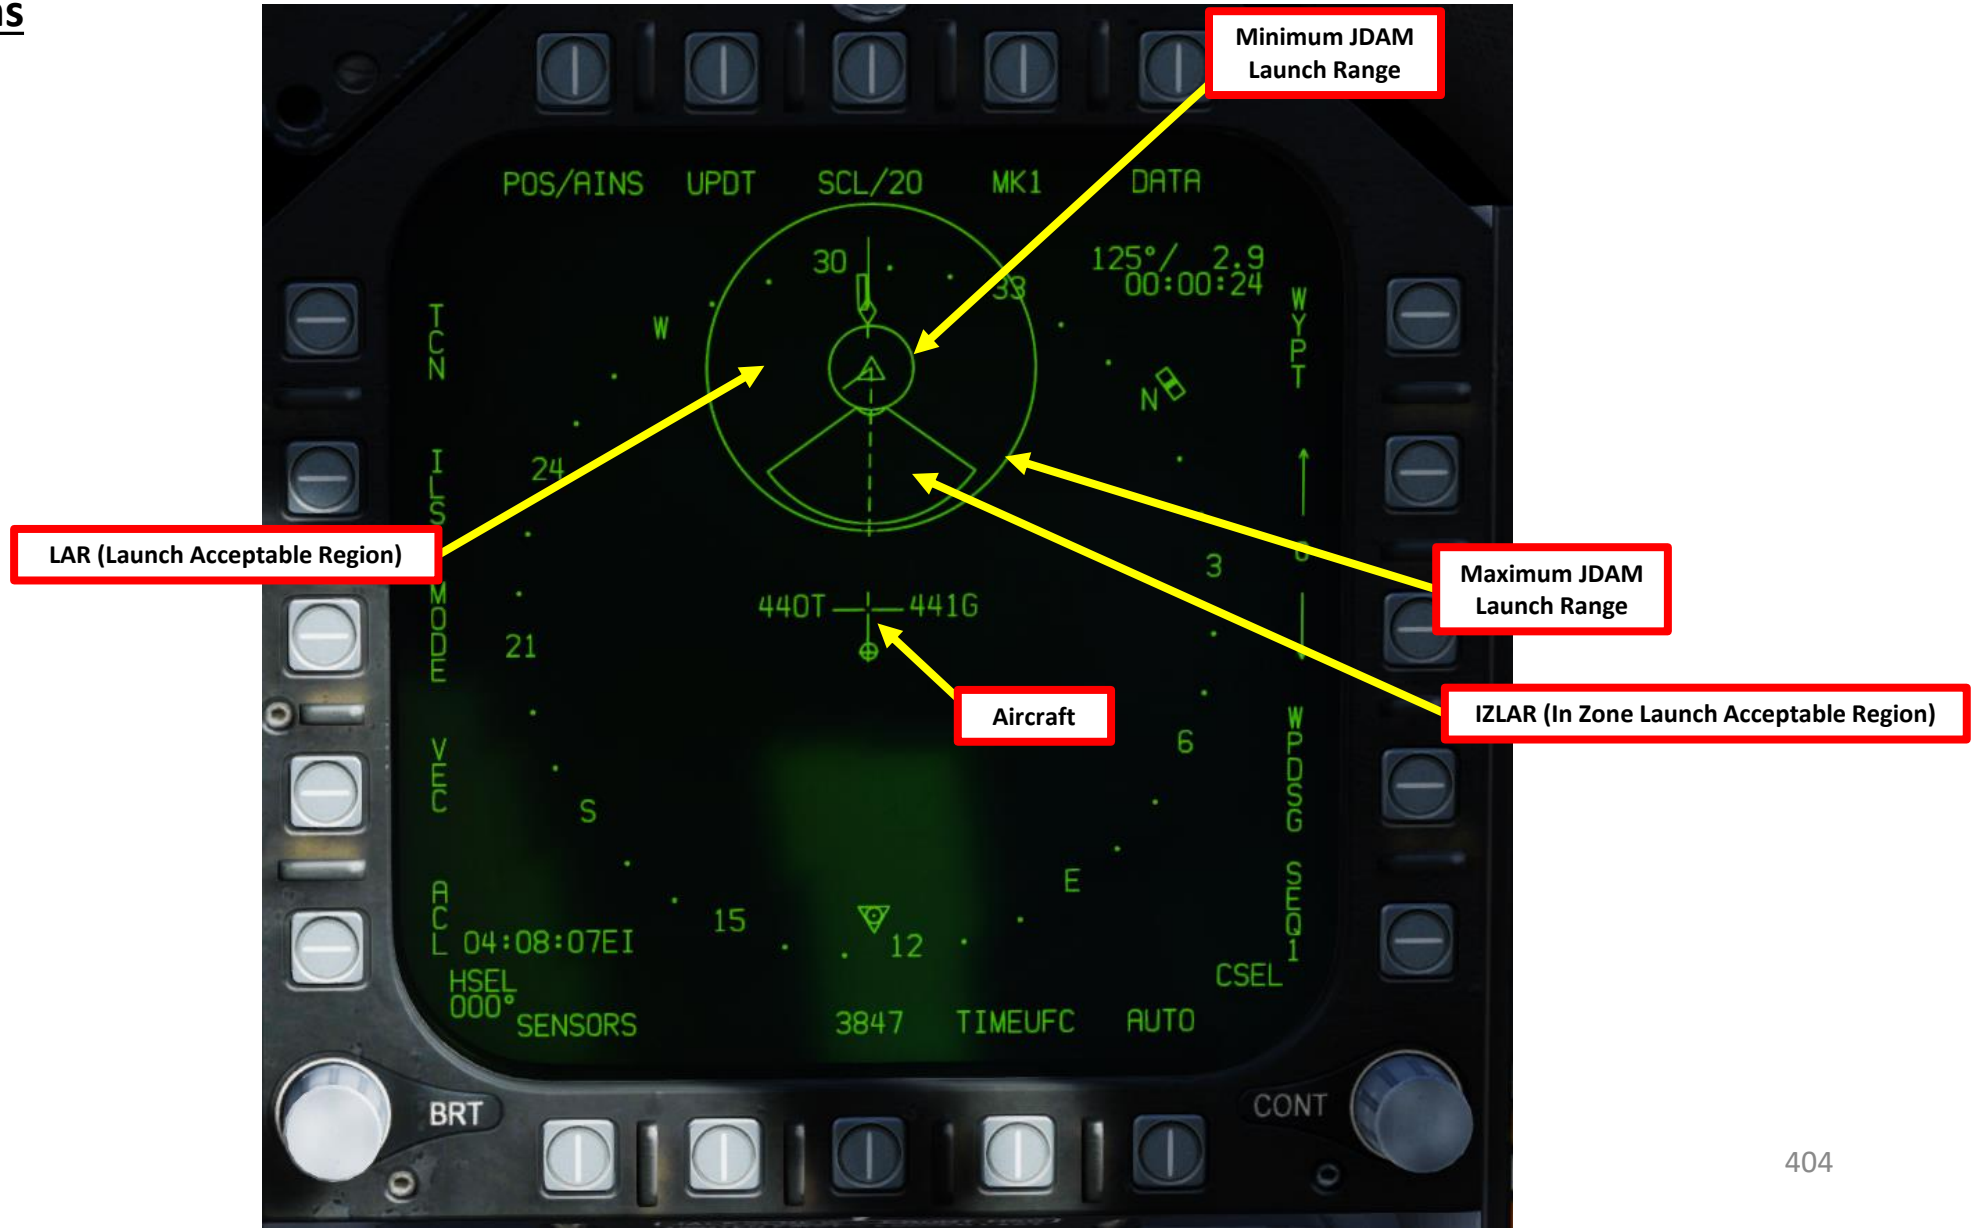 ns
Minimum JDAM
Launch Range
POS/AINS UPDT SCL/20 MK1 DATA
125°/ 2.9
00:00:24
30
33
W
N
24
21
S
15
12
E
6
3
TCN
ILS
MODE
VEC
ACL
WYPT
0
WPDSG
SEQ1
LAR (Launch Acceptable Region)
Maximum JDAM
Launch Range
440T 441G
Aircraft
IZLAR (In Zone Launch Acceptable Region)
04:08:07EI
HSEL
000°
CSEL
SENSORS 3847 TIMEUFC AUTO
BRT
CONT
404